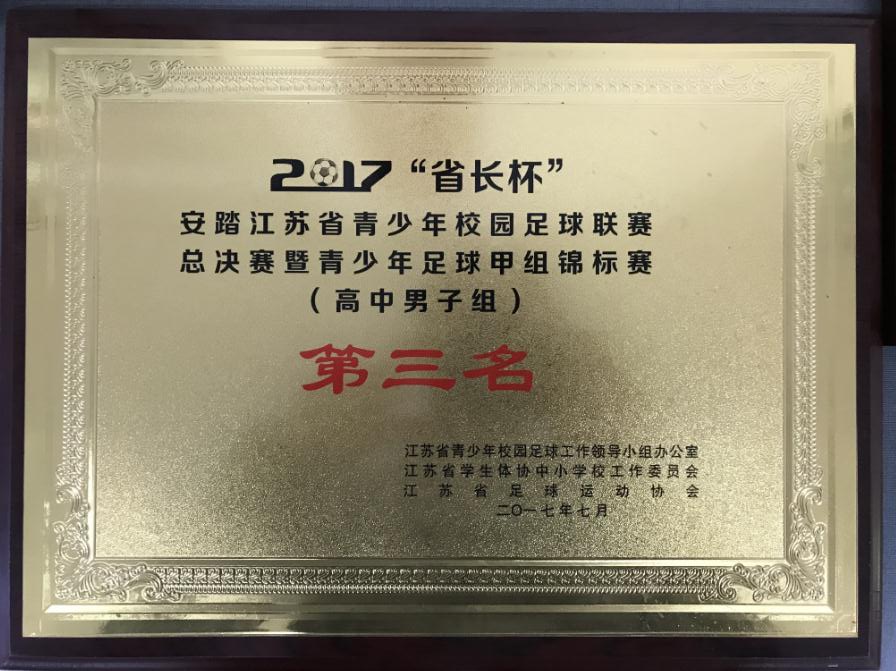 2017“省长杯”
安踏江苏省青少年校园足球联赛
总决赛暨青少年足球甲组锦标赛
（高中男子组）
第三名
江苏省青少年校园足球工作领导小组办公室
江苏省学生体协中小学校工作委员会
江苏省足球运动协会
二〇一七年七月